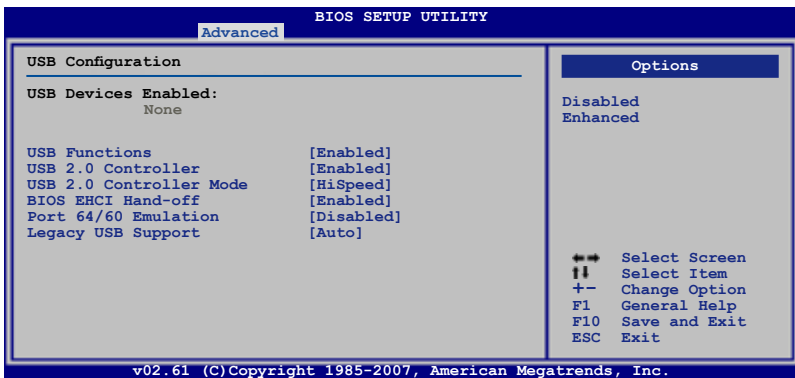 BIOS SETUP UTILITY
Advanced
USB Configuration
USB Devices Enabled:
None
USB Functions [Enabled]
USB 2.0 Controller [Enabled]
USB 2.0 Controller Mode [HiSpeed]
BIOS EHCI Hand-off [Enabled]
Port 64/60 Emulation [Disabled]
Legacy USB Support [Auto]
Options
Disabled
Enhanced
←→ Select Screen
↑↓ Select Item
+- Change Option
F1 General Help
F10 Save and Exit
ESC Exit
v02.61 (C)Copyright 1985-2007, American Megatrends, Inc.